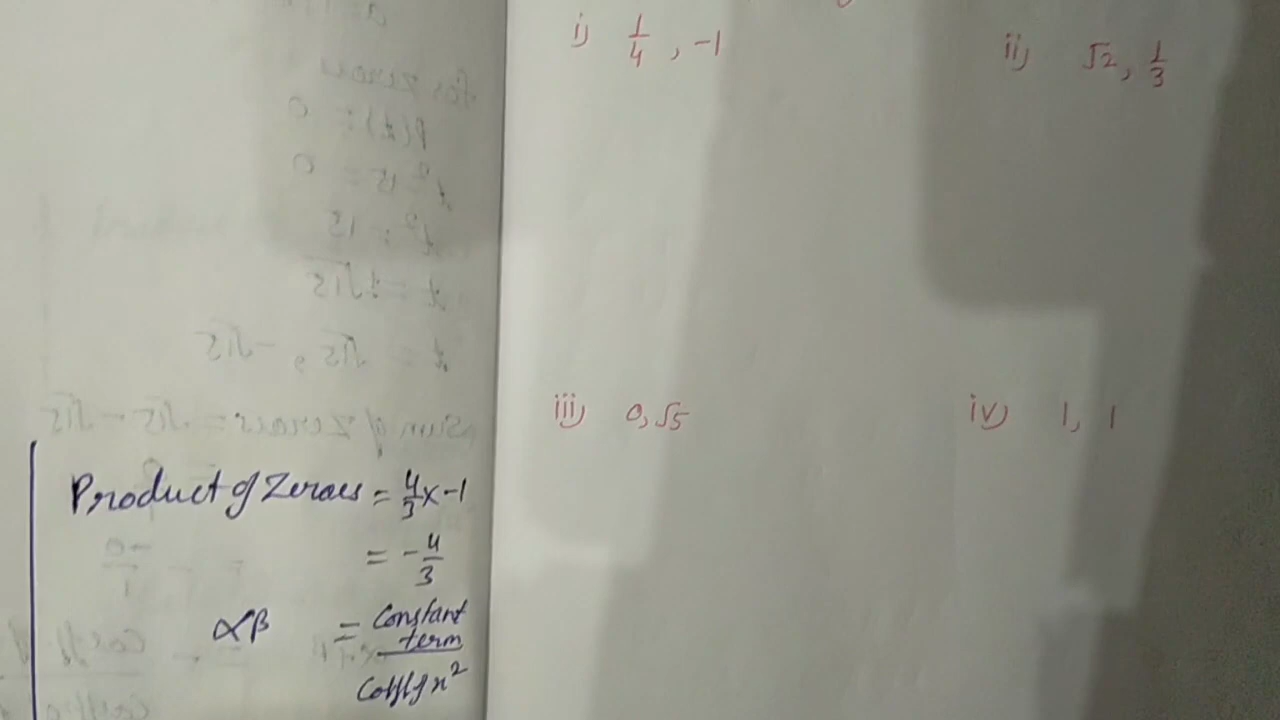 Product of Zeroes = 4/3 x -1
= -4/3
αβ = Constant term / Coeff of x²
i) 1/4 , -1
ii) √2, 1/3
iii) 0, √5
iv) 1, 1